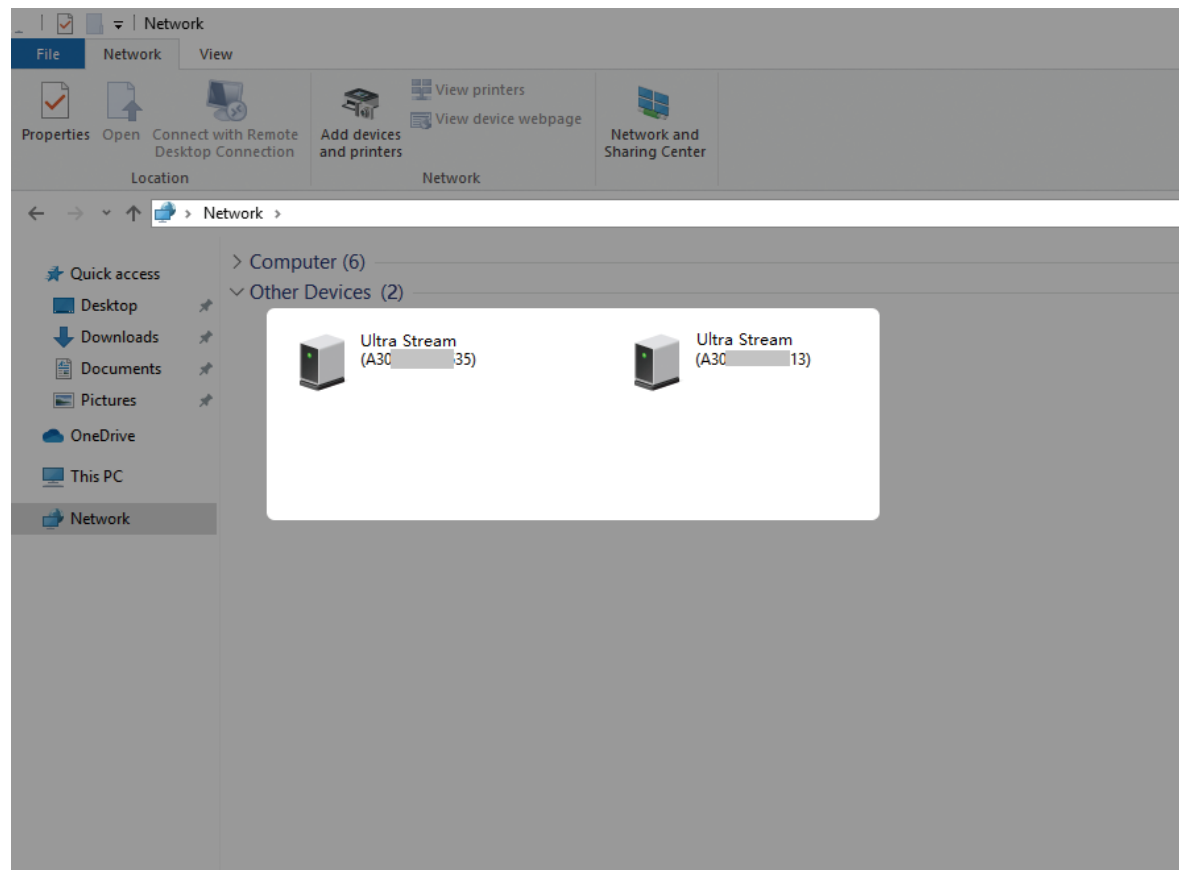 Network
File Network View
Properties Open Connect with Remote Desktop Connection
Add devices and printers
View printers
View device webpage
Network and Sharing Center
Location
Network
Network
Quick access
Desktop
Downloads
Documents
Pictures
OneDrive
This PC
Network
Computer (6)
Other Devices (2)
Ultra Stream
(A30 35)
Ultra Stream
(A30 13)